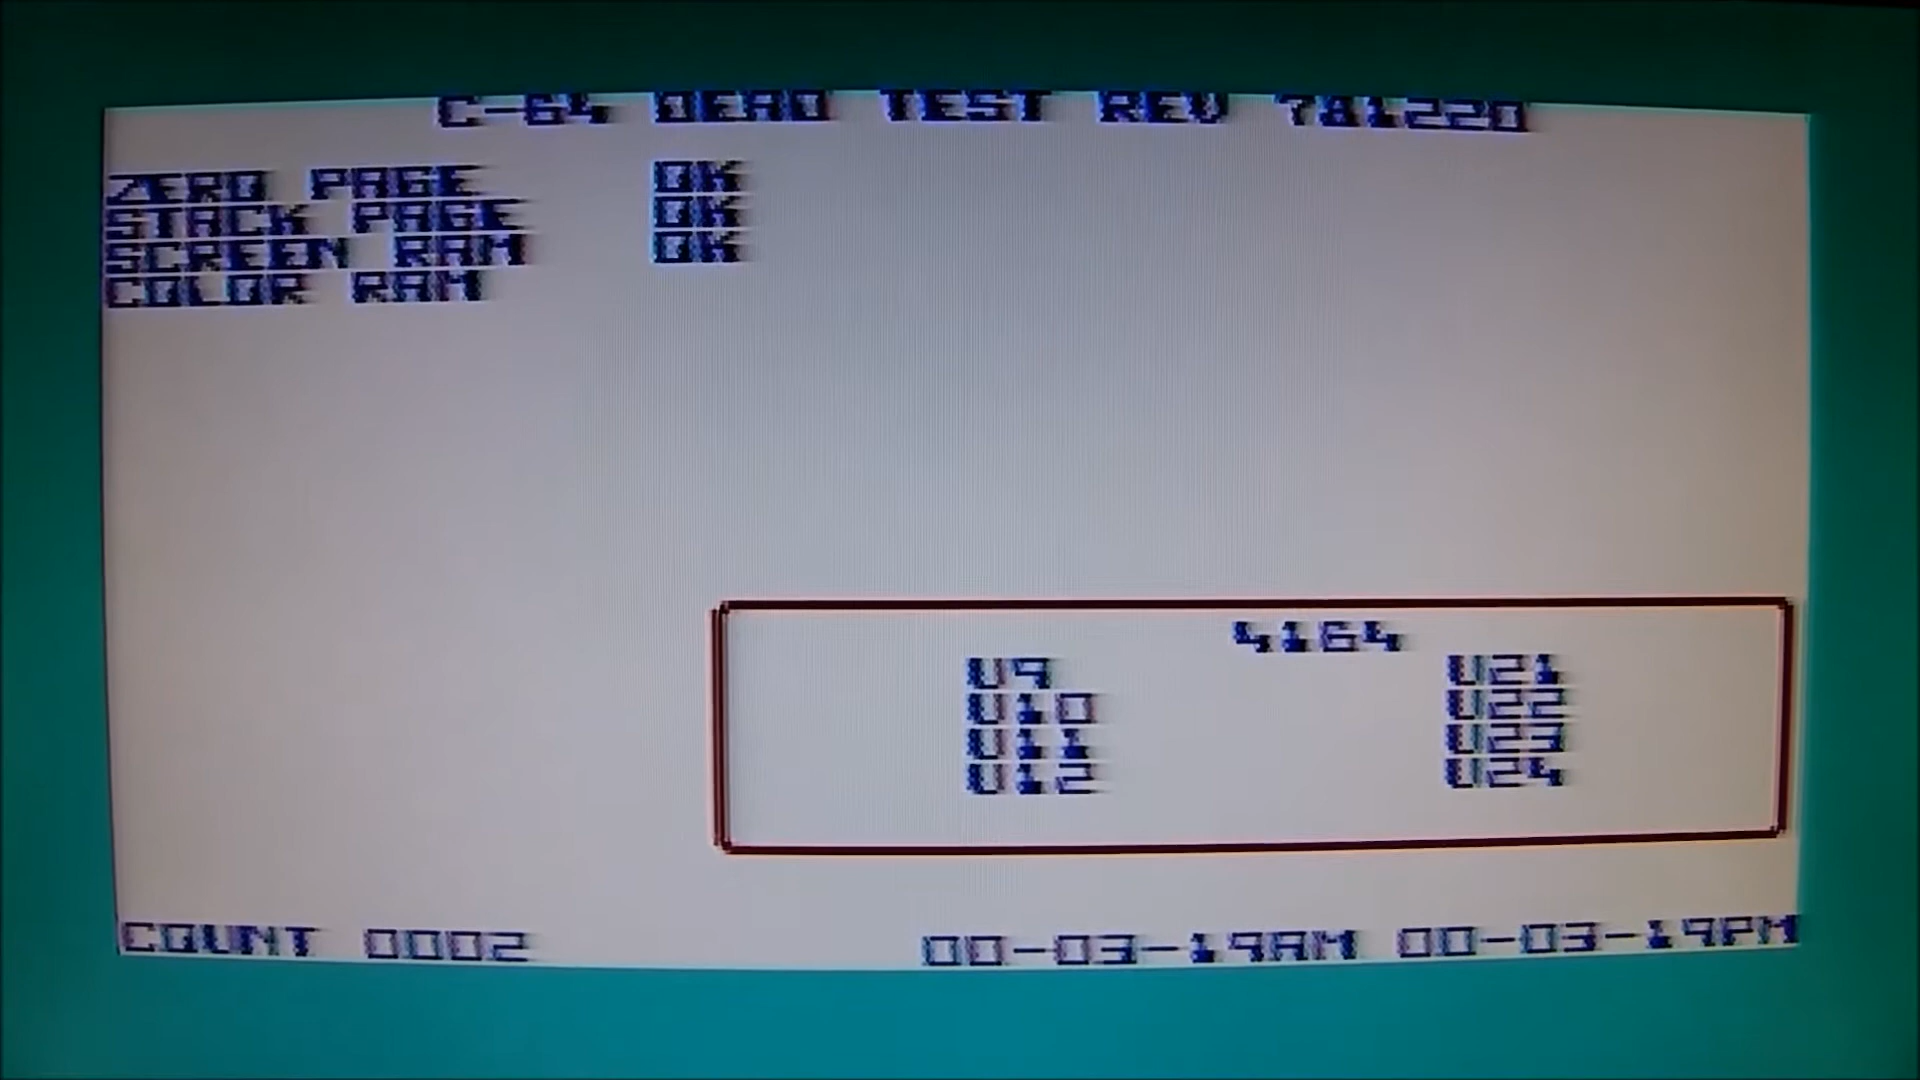 C-64 DEAD TEST REV 781220
ZERO PAGE OK
STACK PAGE OK
SCREEN RAM OK
COLOR RAM
4164
U9 U21
U10 U22
U11 U23
U12 U24
COUNT 0002 00-03-19AM 00-03-19PM